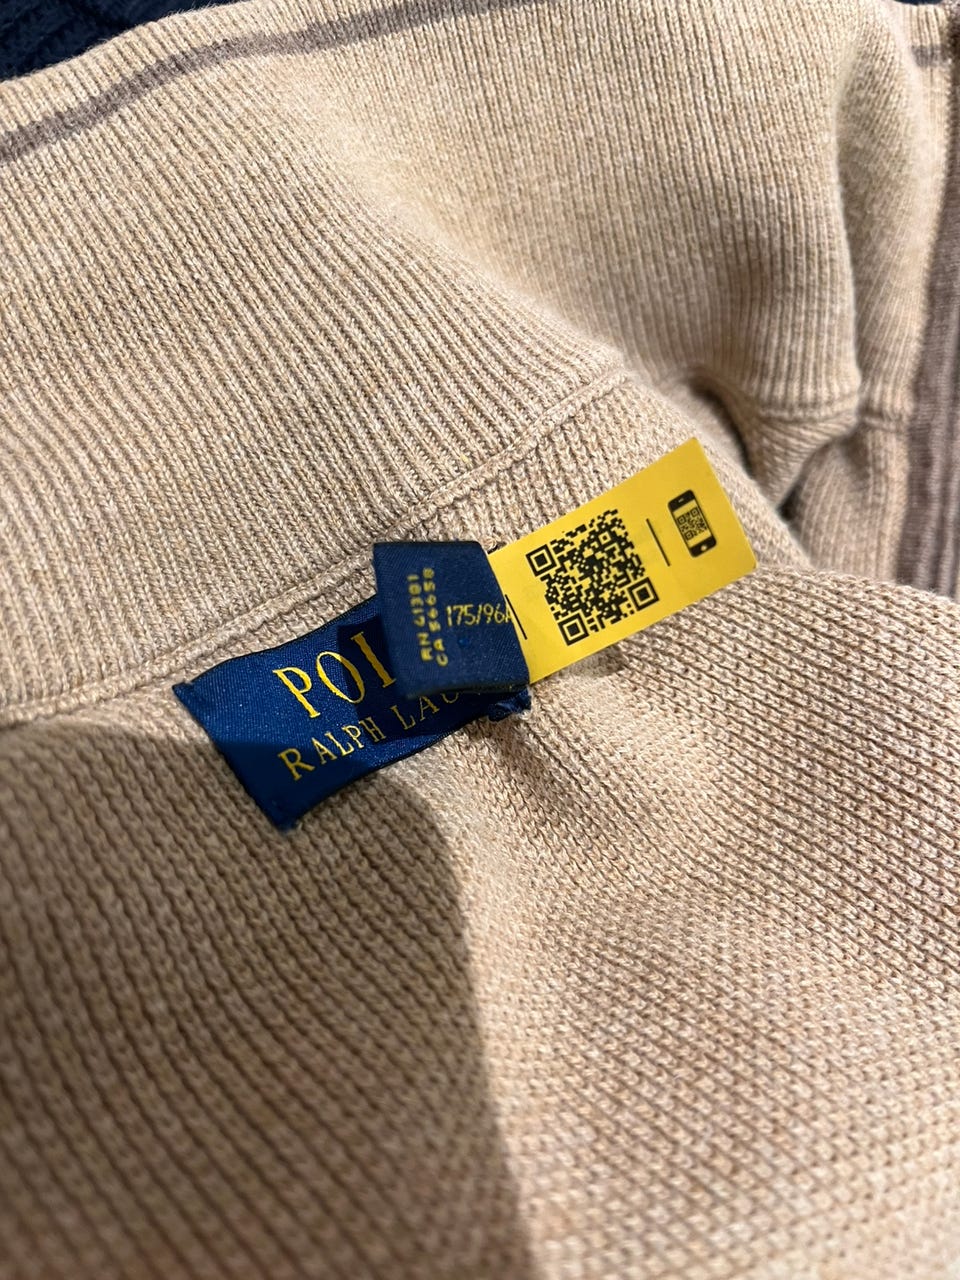 POL
RALPH LAU
RN 41381
CA 56658
175/96A